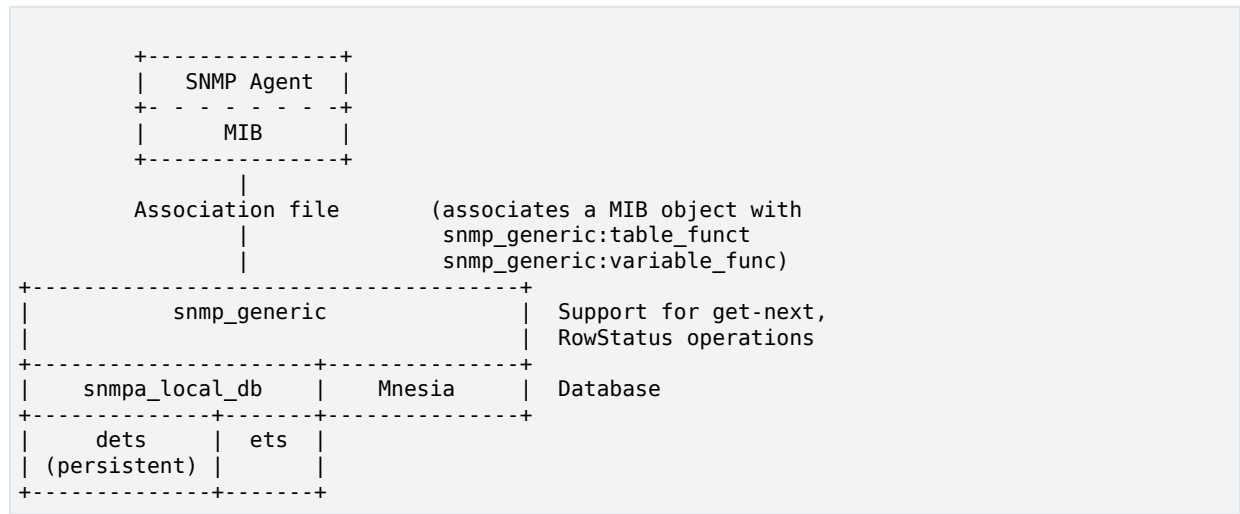 +---------------+
|   SNMP Agent  |
+- - - - - - - -+
|      MIB      |
+---------------+
|
Association file       (associates a MIB object with
|               snmp_generic:table_funct
|               snmp_generic:variable_func)
+--------------------------------------+
|           snmp_generic               |  Support for get-next,
|                                      |  RowStatus operations
+----------------------+---------------+
|    snmpa_local_db    |    Mnesia     |  Database
+--------------+-------+---------------+
|     dets     |  ets  |
| (persistent) |       |
+--------------+-------+